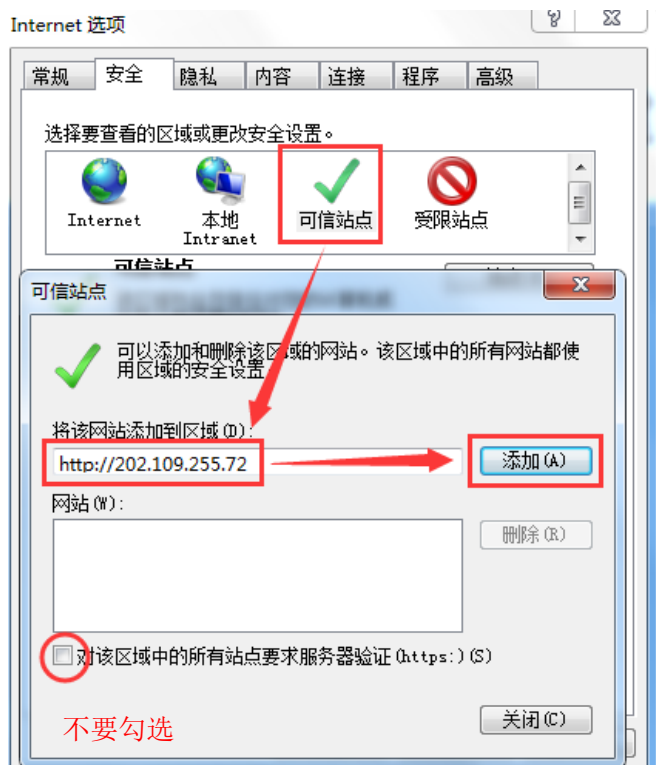 Internet 选项
常规 安全 隐私 内容 连接 程序 高级
选择要查看的区域或更改安全设置。
Internet 本地 可信站点 受限站点
Intranet
可信站点
可信站点
可以添加和删除该区域的网站。该区域中的所有网站都使
用区域的安全设置。
将该网站添加到区域(D):
http://202.109.255.72 添加(A)
网站(W):
删除(R)
对该区域中的所有站点要求服务器验证(https:)(S)
不要勾选
关闭(C)